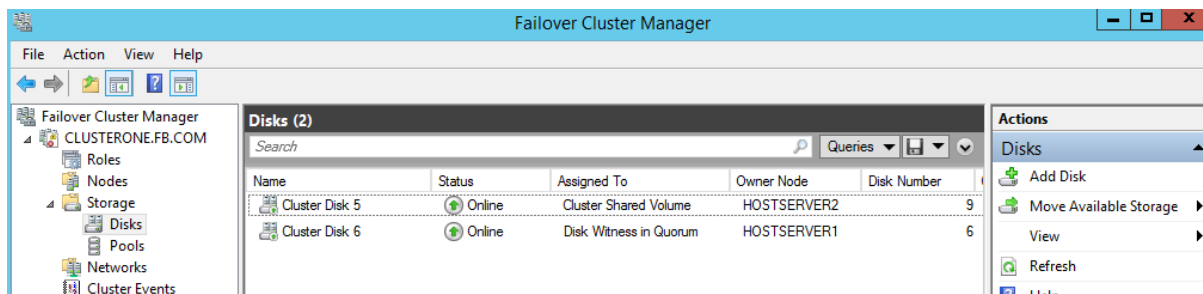 Failover Cluster Manager
File Action View Help
Failover Cluster Manager
CLUSTERONE.FB.COM
Roles
Nodes
Storage
Disks
Pools
Networks
Cluster Events
Disks (2)
Search
Queries
Name Status Assigned To Owner Node Disk Number
Cluster Disk 5 Online Cluster Shared Volume HOSTSERVER2 9
Cluster Disk 6 Online Disk Witness in Quorum HOSTSERVER1 6
Actions
Disks
Add Disk
Move Available Storage
View
Refresh